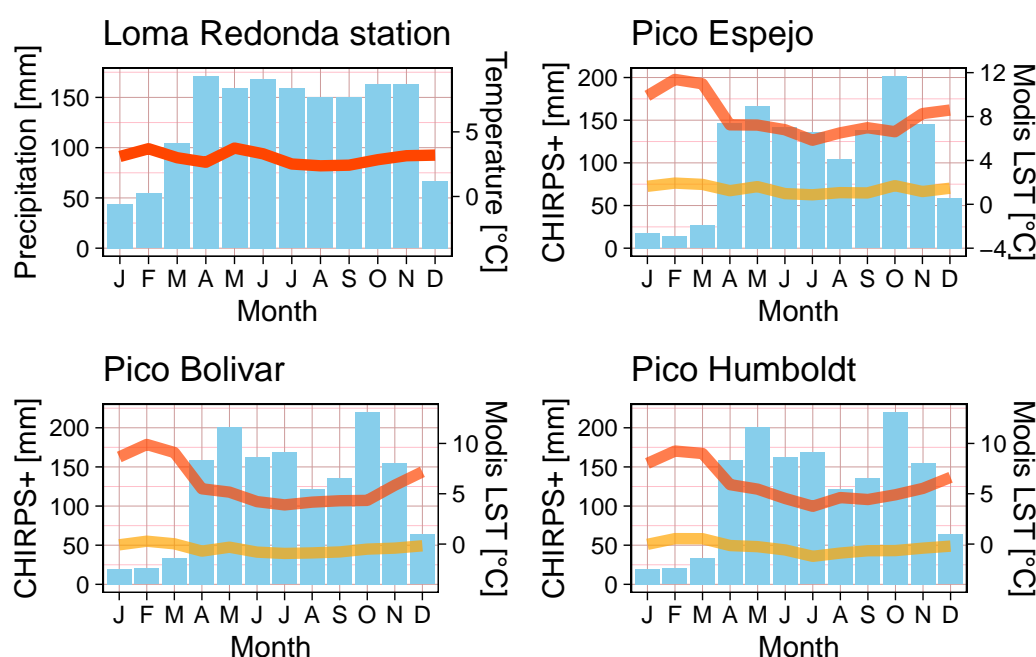 Loma Redonda station
Precipitation [mm]
150
100
50
0
5
0
Temperature [°C]
J F M A M J J A S O N D
Month
Pico Espejo
CHIRPS+ [mm]
200
150
100
50
0
12
8
4
0
−4
Modis LST [°C]
J F M A M J J A S O N D
Month
Pico Bolivar
CHIRPS+ [mm]
200
150
100
50
0
10
5
0
Modis LST [°C]
J F M A M J J A S O N D
Month
Pico Humboldt
CHIRPS+ [mm]
200
150
100
50
0
10
5
0
Modis LST [°C]
J F M A M J J A S O N D
Month